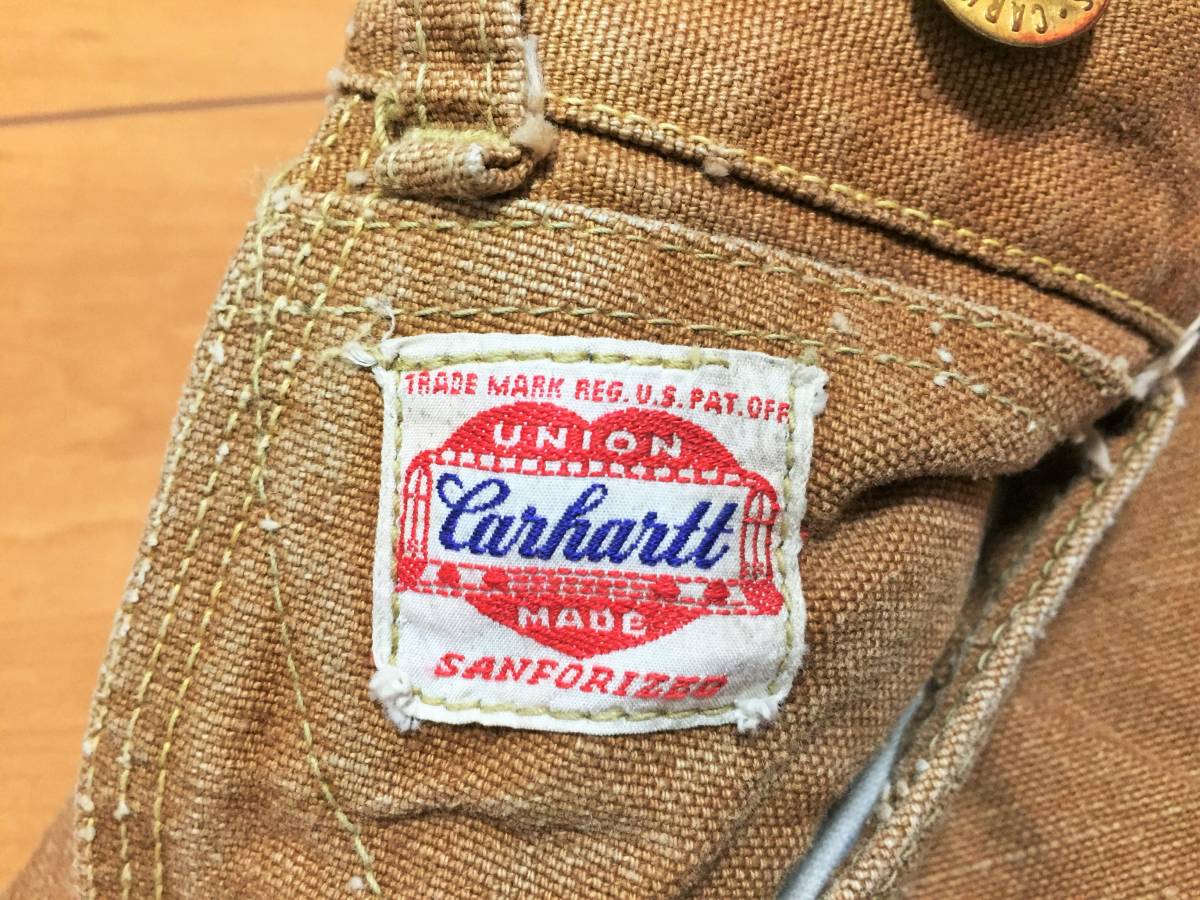 TRADE MARK REG. U.S. PAT. OFF
UNION
Carhartt
MADE
SANFORIZED